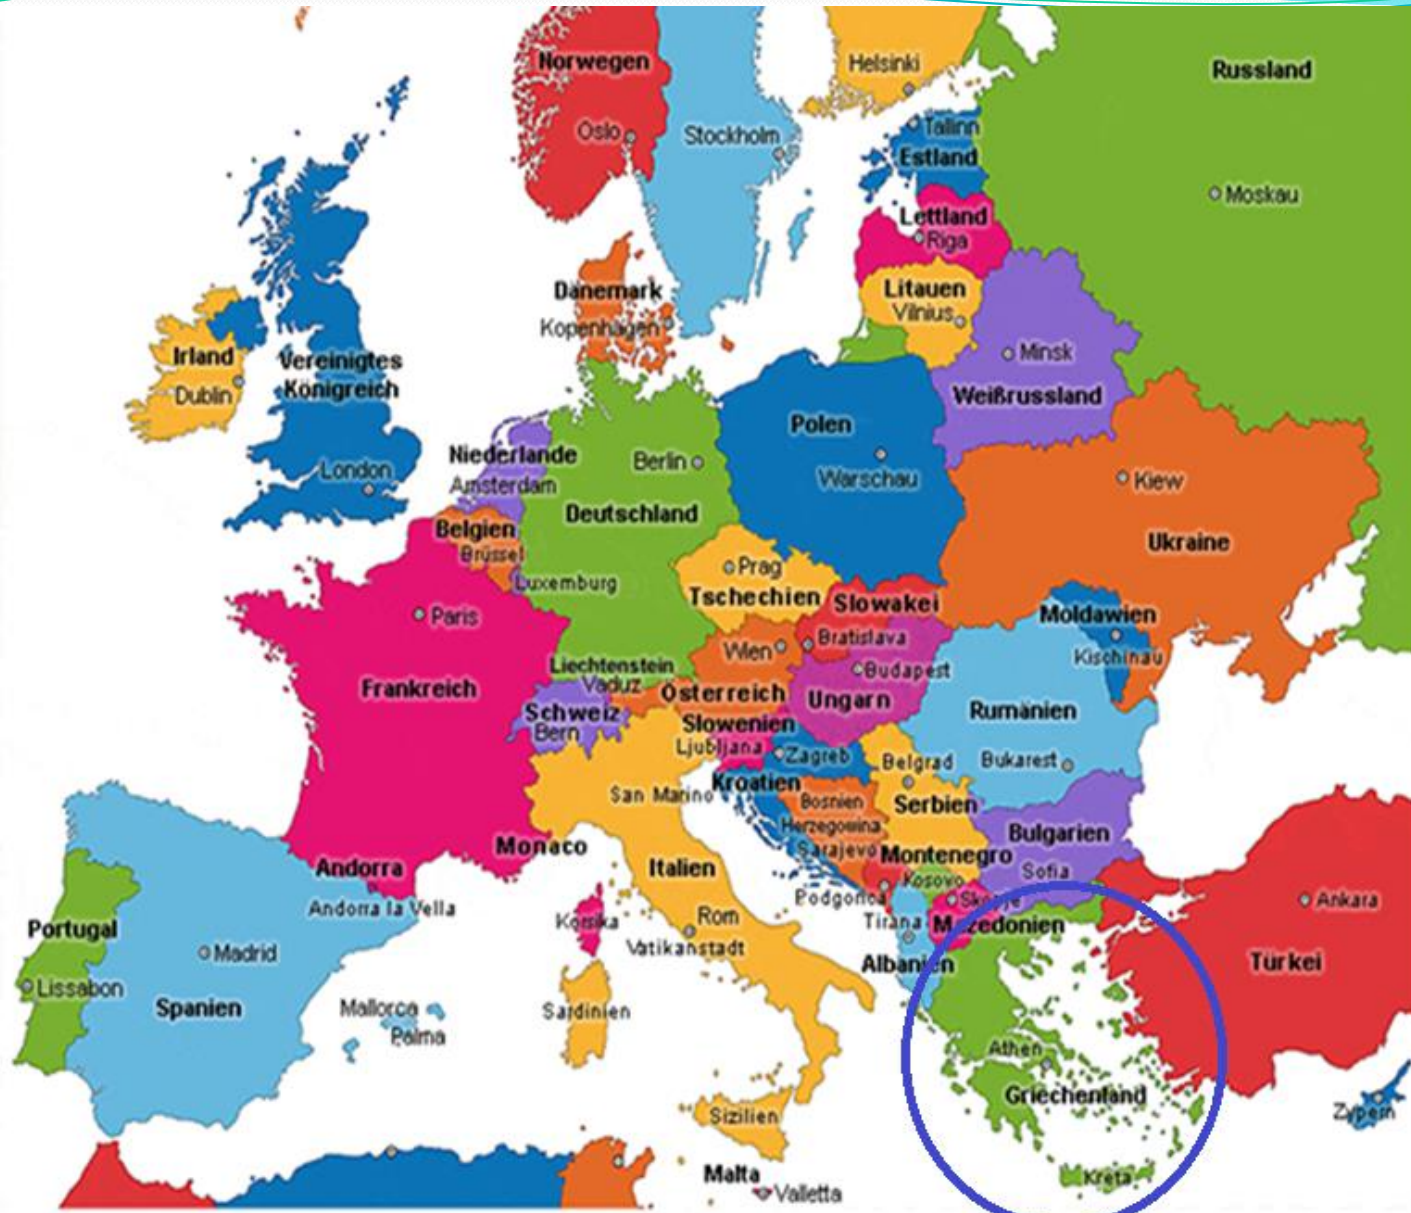 Norwegen
Helsinki
Russland
Oslo
Stockholm
Tallinn
Estland
Moskau
Lettland
Riga
Dänemark
Litauen
Vilnius
Kopenhagen
Irland
Vereinigtes
Königreich
Dublin
Minsk
Weißrussland
Polen
Niederlande
Berlin
London
Amsterdam
Warschau
Kiew
Deutschland
Belgien
Brüssel
Ukraine
Prag
Luxemburg
Tschechien
Slowakei
Moldawien
Paris
Wien
Bratislava
Kischinau
Liechtenstein
Vaduz
Budapest
Frankreich
Österreich
Ungarn
Schweiz
Bern
Slowenien
Ljubljana
Rumänien
Zagreb
Belgrad
Bukarest
Kroatien
San Marino
Bosnien
Herzegowina
Sarajevo
Serbien
Bulgarien
Monaco
Montenegro
Andorra
Italien
Kosovo
Sofia
Andorra la Vella
Podgorica
Skopje
Ankara
Korsika
Rom
Tirana
Mazedonien
Portugal
Vatikanstadt
Madrid
Albanien
Türkei
Lissabon
Spanien
Mallorca
Palma
Sardinien
Athen
Griechenland
Sizilien
Zypern
Malta
Valletta
Kreta